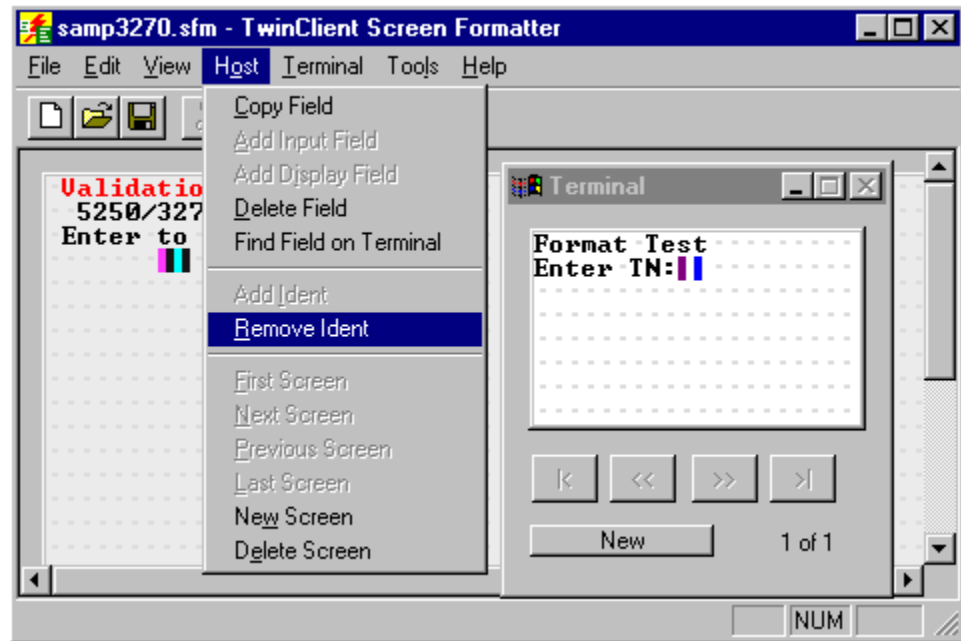 samp3270.sfm - TwinClient Screen Formatter
File Edit View Host Terminal Tools Help
Copy Field
Add Input Field
Add Display Field
Delete Field
Find Field on Terminal
Add Ident
Remove Ident
First Screen
Next Screen
Previous Screen
Last Screen
New Screen
Delete Screen
Validatio
5250/327
Enter to
Terminal
Format Test
Enter TN:
|< << >> >|
New 1 of 1
NUM